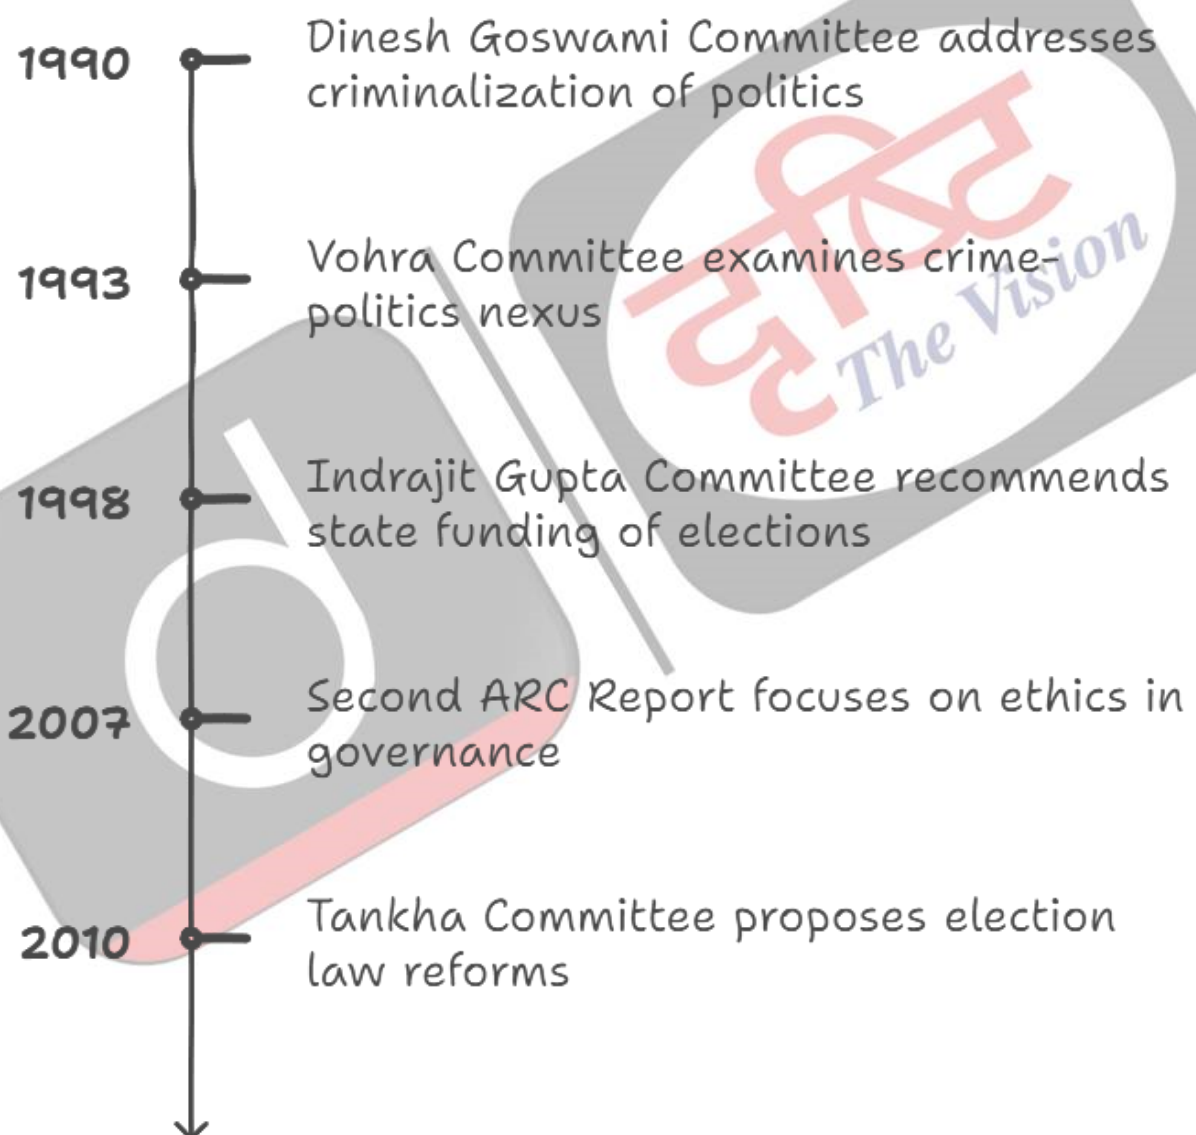 1990
Dinesh Goswami Committee addresses
criminalization of politics
1993
Vohra Committee examines crime-
politics nexus
1998
Indrajit Gupta Committee recommends
state funding of elections
2007
Second ARC Report focuses on ethics in
governance
2010
Tankha Committee proposes election
law reforms
d
दृष्टि
The Vision